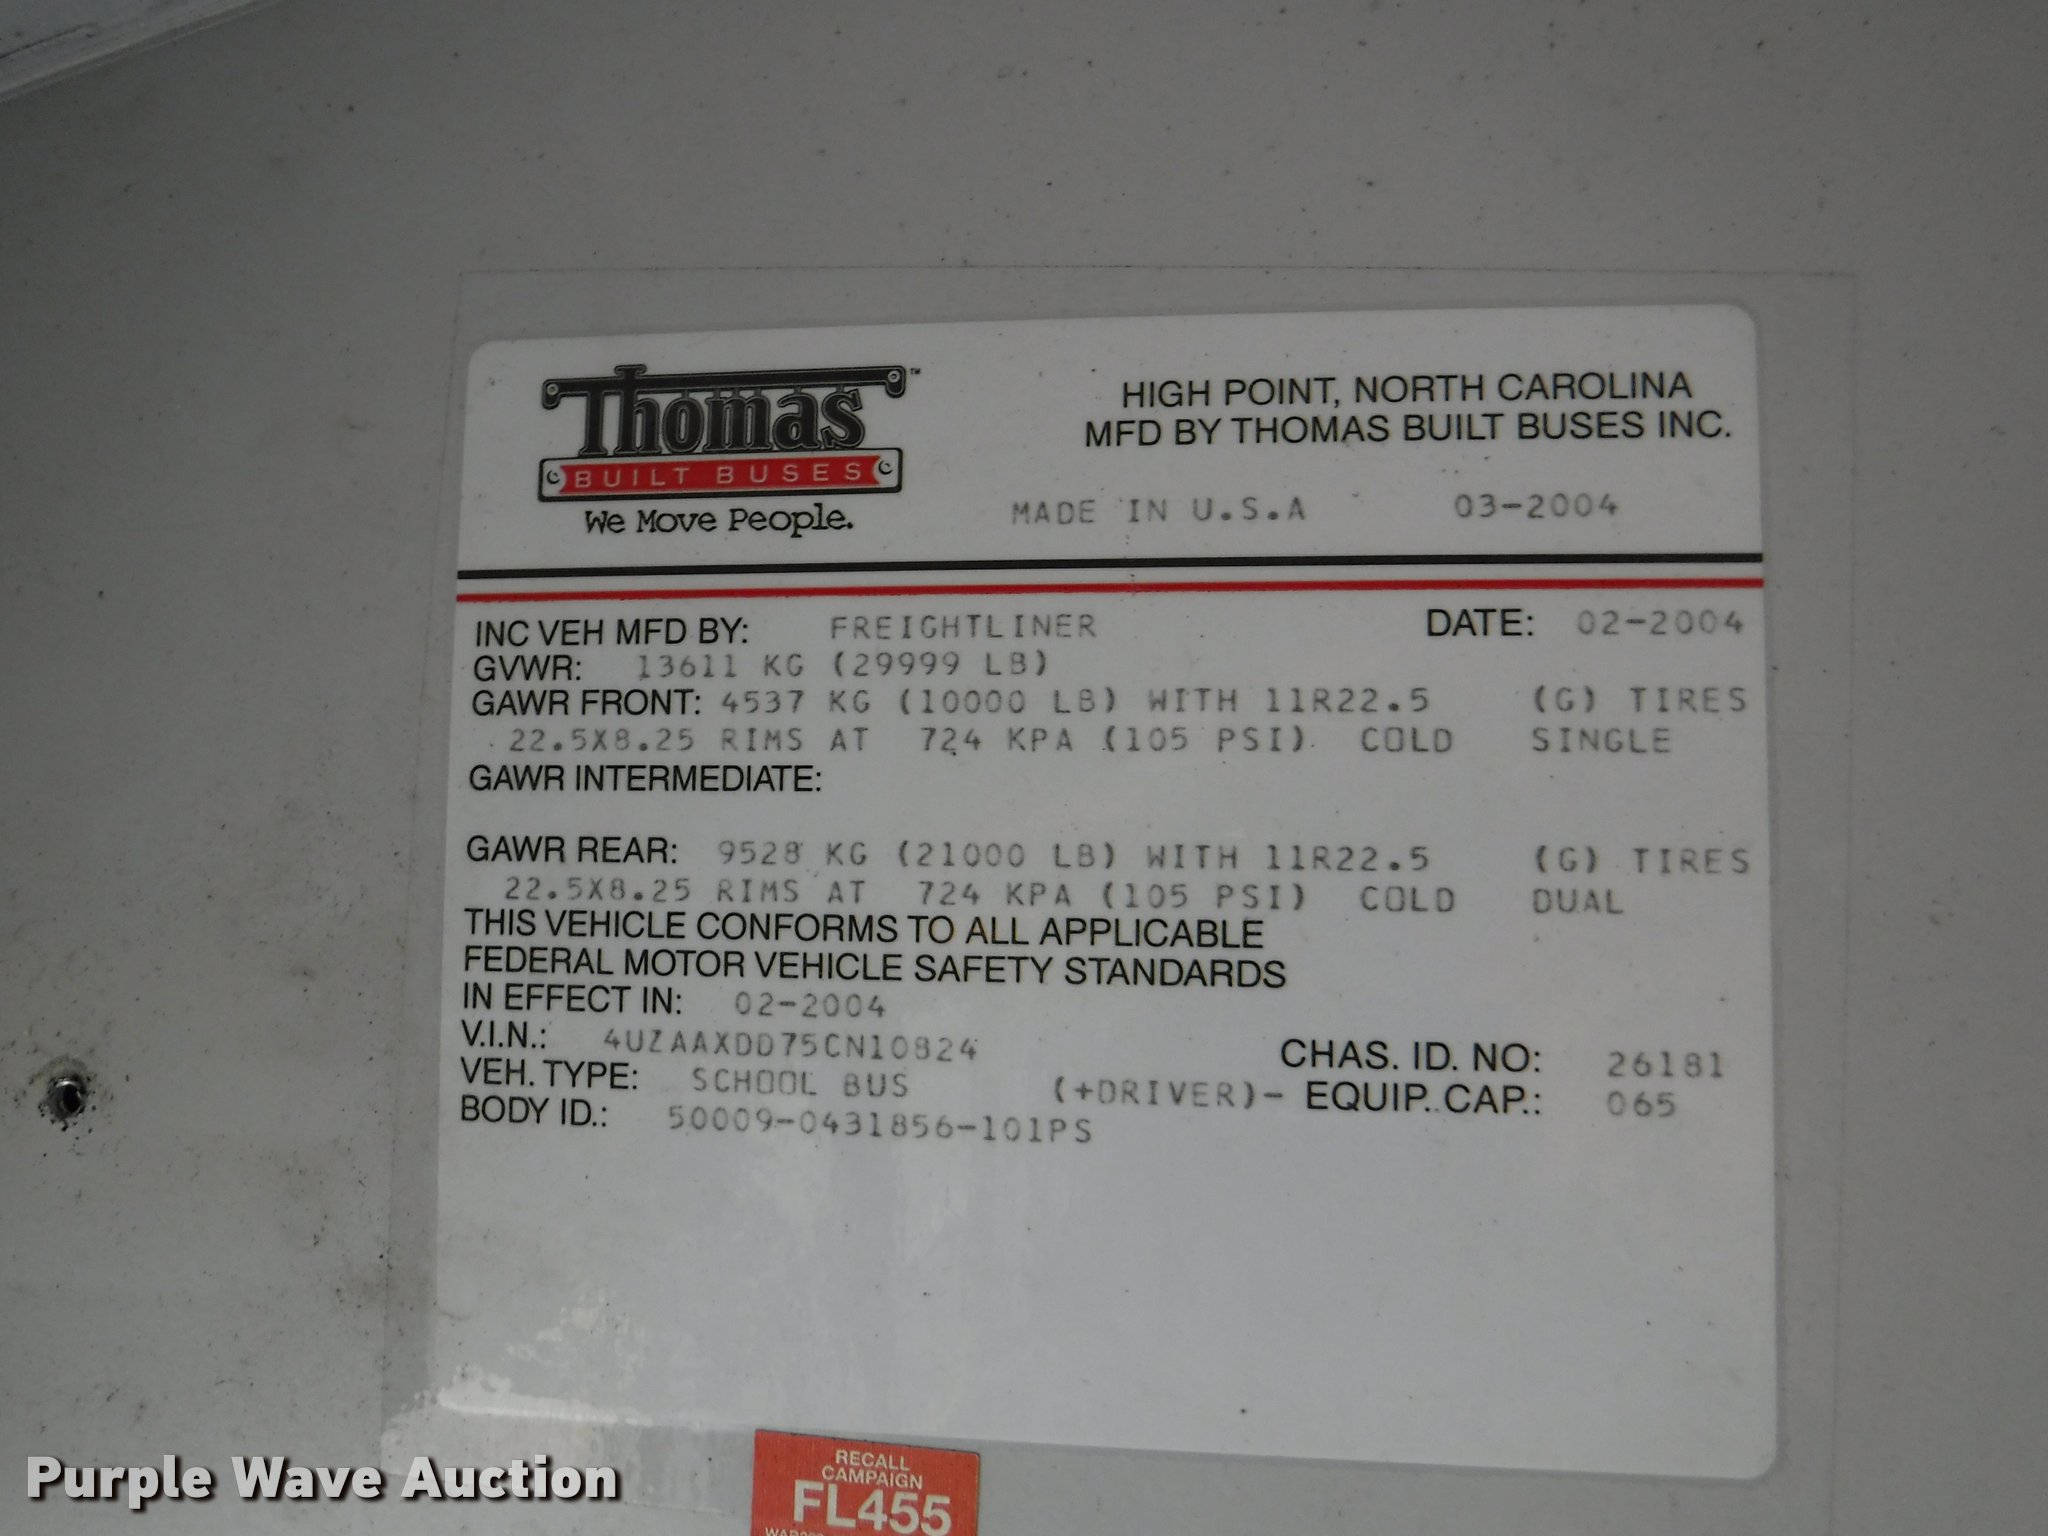 Thomas™
BUILT BUSES
We Move People.
HIGH POINT, NORTH CAROLINA
MFD BY THOMAS BUILT BUSES INC.
MADE IN U.S.A 03-2004
INC VEH MFD BY: FREIGHTLINER DATE: 02-2004
GVWR: 13611 KG (29999 LB)
GAWR FRONT: 4537 KG (10000 LB) WITH 11R22.5 (G) TIRES
22.5X8.25 RIMS AT 724 KPA (105 PSI) COLD SINGLE
GAWR INTERMEDIATE:
GAWR REAR: 9528 KG (21000 LB) WITH 11R22.5 (G) TIRES
22.5X8.25 RIMS AT 724 KPA (105 PSI) COLD DUAL
THIS VEHICLE CONFORMS TO ALL APPLICABLE
FEDERAL MOTOR VEHICLE SAFETY STANDARDS
IN EFFECT IN: 02-2004
V.I.N.: 4UZAAXDD75CN10824 CHAS. ID. NO: 26181
VEH. TYPE: SCHOOL BUS (+DRIVER)- EQUIP. CAP.: 065
BODY ID.: 50009-0431856-101PS
RECALL
CAMPAIGN
FL455
Purple Wave Auction